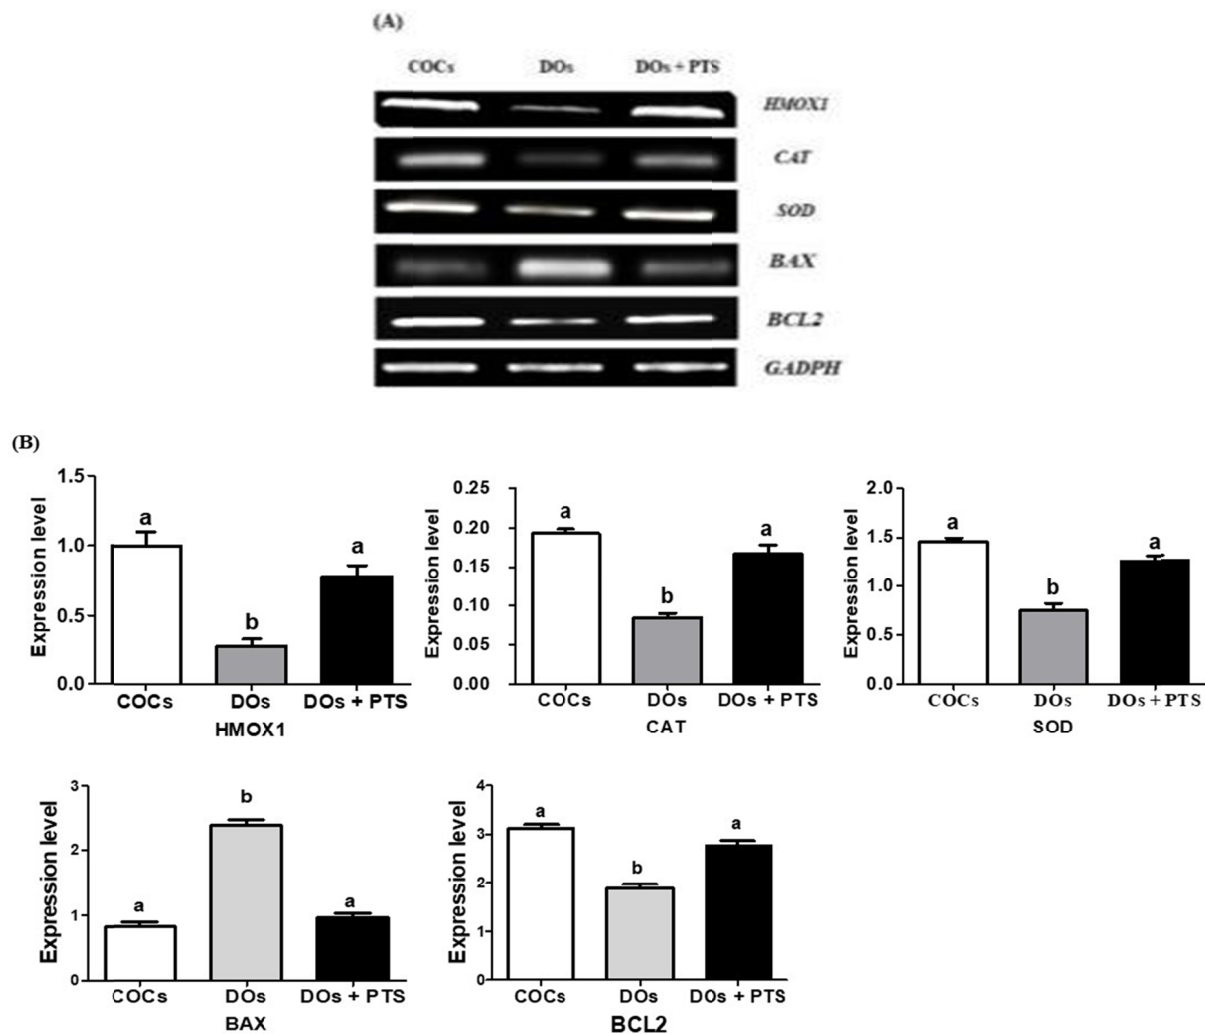 (A)
COCs DOs DOs + PTS
HMOX1
CAT
SOD
BAX
BCL2
GADPH
(B)
Expression level
1.5
1.0
0.5
0.0
a
b
a
COCs DOs DOs + PTS
HMOX1
Expression level
0.25
0.20
0.15
0.10
0.05
0.00
a
b
a
COCs DOs DOs + PTS
CAT
Expression level
2.0
1.5
1.0
0.5
0.0
a
b
a
COCs DOs DOs + PTS
SOD
Expression level
3
2
1
0
a
b
a
COCs DOs DOs + PTS
BAX
Expression level
4
3
2
1
0
a
b
a
COCs DOs D0s + PTS
BCL2